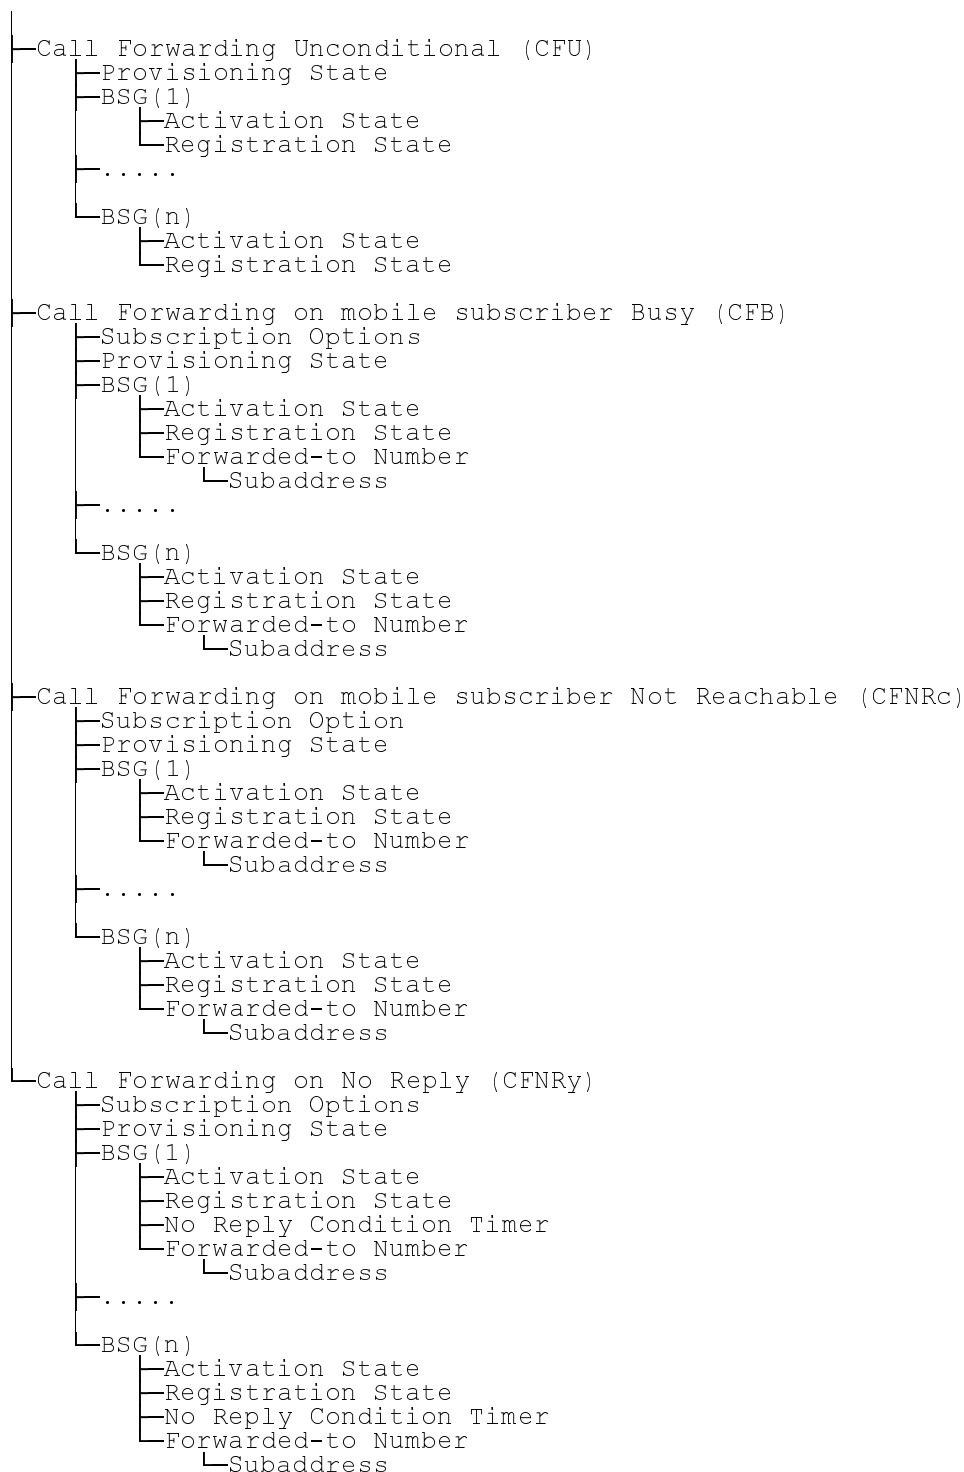 Call Forwarding Unconditional (CFU)
Provisioning State
BSG(1)
Activation State
Registration State
.....
BSG(n)
Activation State
Registration State
Call Forwarding on mobile subscriber Busy (CFB)
Subscription Options
Provisioning State
BSG(1)
Activation State
Registration State
Forwarded-to Number
Subaddress
.....
BSG(n)
Activation State
Registration State
Forwarded-to Number
Subaddress
Call Forwarding on mobile subscriber Not Reachable (CFNRc)
Subscription Option
Provisioning State
BSG(1)
Activation State
Registration State
Forwarded-to Number
Subaddress
.....
BSG(n)
Activation State
Registration State
Forwarded-to Number
Subaddress
Call Forwarding on No Reply (CFNRy)
Subscription Options
Provisioning State
BSG(1)
Activation State
Registration State
No Reply Condition Timer
Forwarded-to Number
Subaddress
.....
BSG(n)
Activation State
Registration State
No Reply Condition Timer
Forwarded-to Number
Subaddress